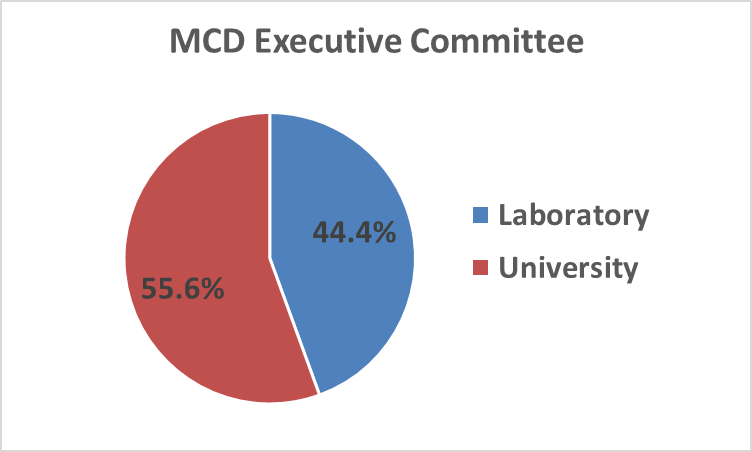 MCD Executive Committee
44.4%
55.6%
Laboratory
University